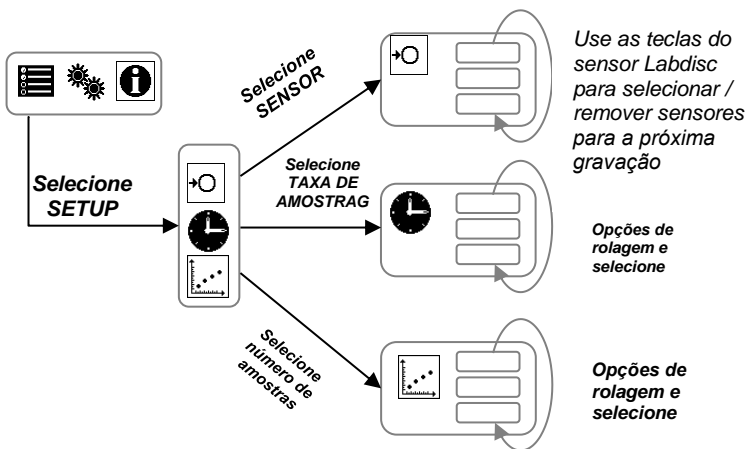 Selecione
SETUP
Selecione
SENSOR
Use as teclas do
sensor Labdisc
para selecionar /
remover sensores
para a próxima
gravação
Selecione
TAXA DE
AMOSTRAG
Opções de
rolagem e
selecione
Selecione
número de
amostras
Opções de
rolagem e
selecione